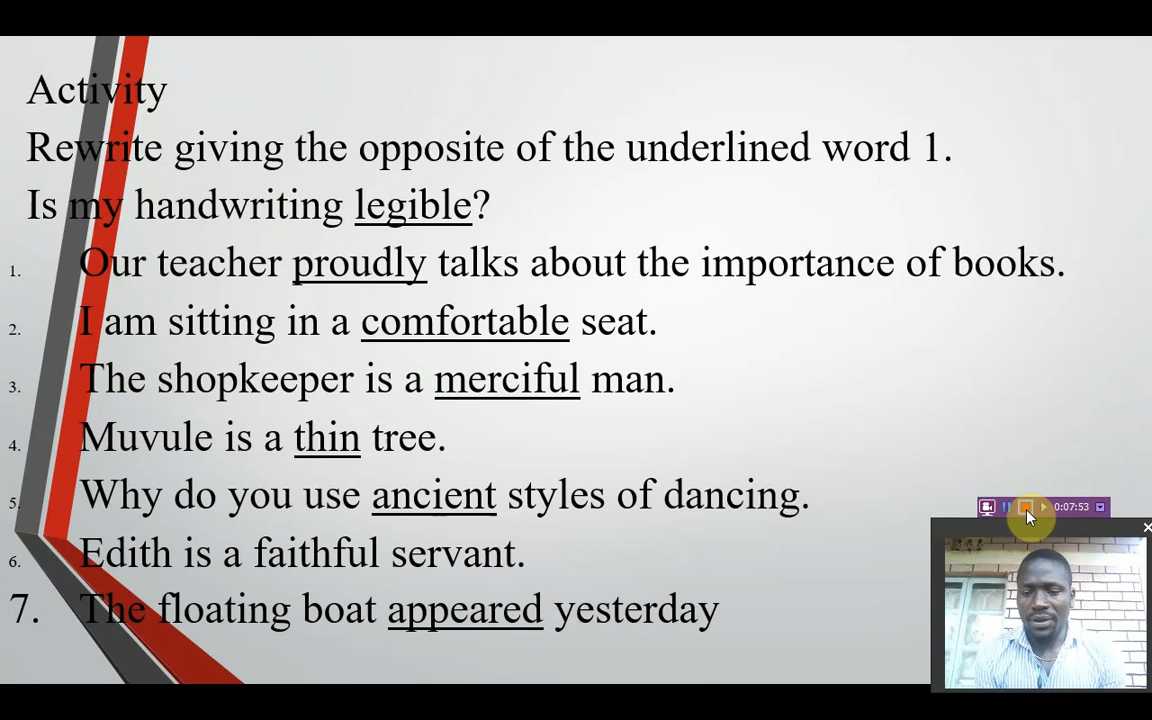 Activity
Rewrite giving the opposite of the underlined word 1.
Is my handwriting legible?
1. Our teacher proudly talks about the importance of books.
2. I am sitting in a comfortable seat.
3. The shopkeeper is a merciful man.
4. Muvule is a thin tree.
5. Why do you use ancient styles of dancing.
6. Edith is a faithful servant.
7. The floating boat appeared yesterday
0:07:53